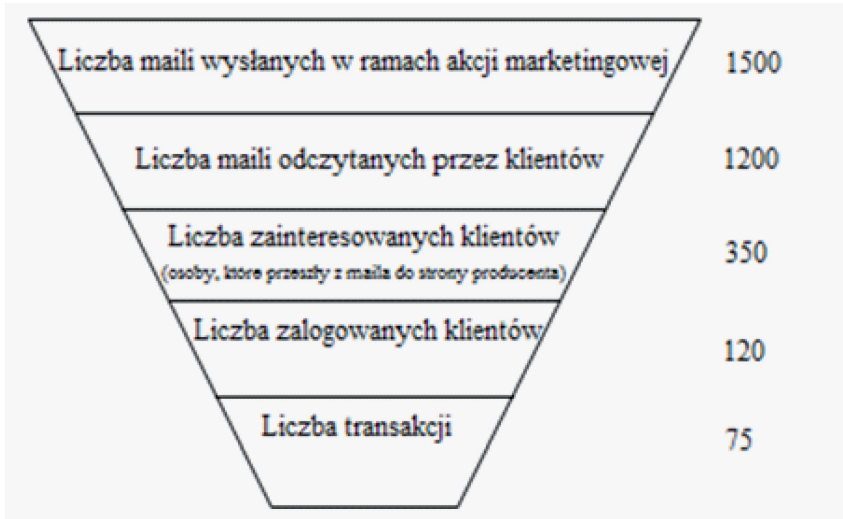 Liczba maili wysłanych w ramach akcji marketingowej 1500
Liczba maili odczytanych przez klientów 1200
Liczba zainteresowanych klientów
(osoby, które przeszły z maila do strony producenta) 350
Liczba zalogowanych klientów 120
Liczba transakcji 75